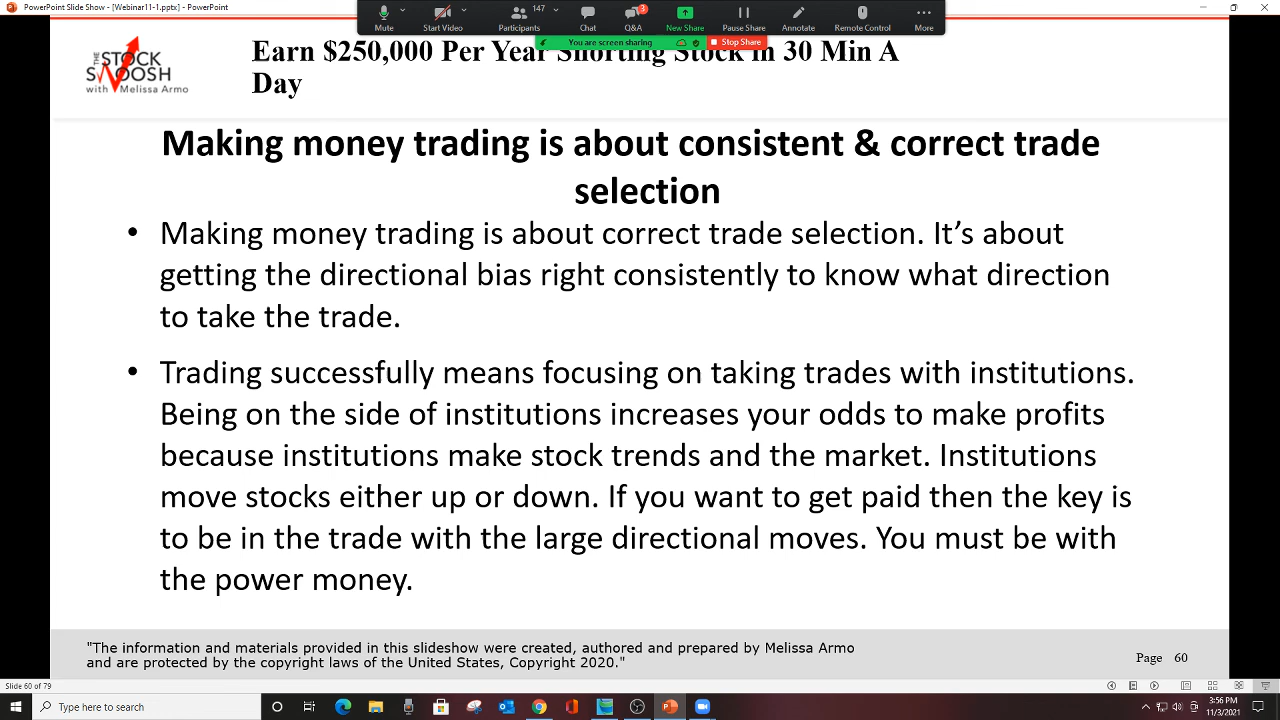 PowerPoint Slide Show - [Webinar11-1.pptx] - PowerPoint
147
3
Mute
Start Video
Participants
Chat
Q&A
New Share
Pause Share
Annotate
Remote Control
More
You are screen sharing
Stop Share
THE
STOCK
SWOOSH
with Melissa Armo
Earn $250,000 Per Year Shorting Stock in 30 Min A
Day
Making money trading is about consistent & correct trade
selection
• Making money trading is about correct trade selection. It’s about
getting the directional bias right consistently to know what direction
to take the trade.
• Trading successfully means focusing on taking trades with institutions.
Being on the side of institutions increases your odds to make profits
because institutions make stock trends and the market. Institutions
move stocks either up or down. If you want to get paid then the key is
to be in the trade with the large directional moves. You must be with
the power money.
"The information and materials provided in this slideshow were created, authored and prepared by Melissa Armo
and are protected by the copyright laws of the United States, Copyright 2020."
Page 60
Slide 60 of 79
Type here to search
3:56 PM
11/3/2021